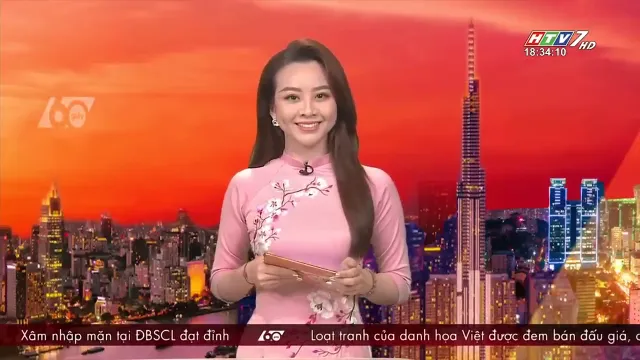 HTV7 HD
18:34:10
60
Xâm nhập mặn tại ĐBSCL đạt đỉnh
60
Loạt tranh của danh họa Việt được đem bán đấu giá,